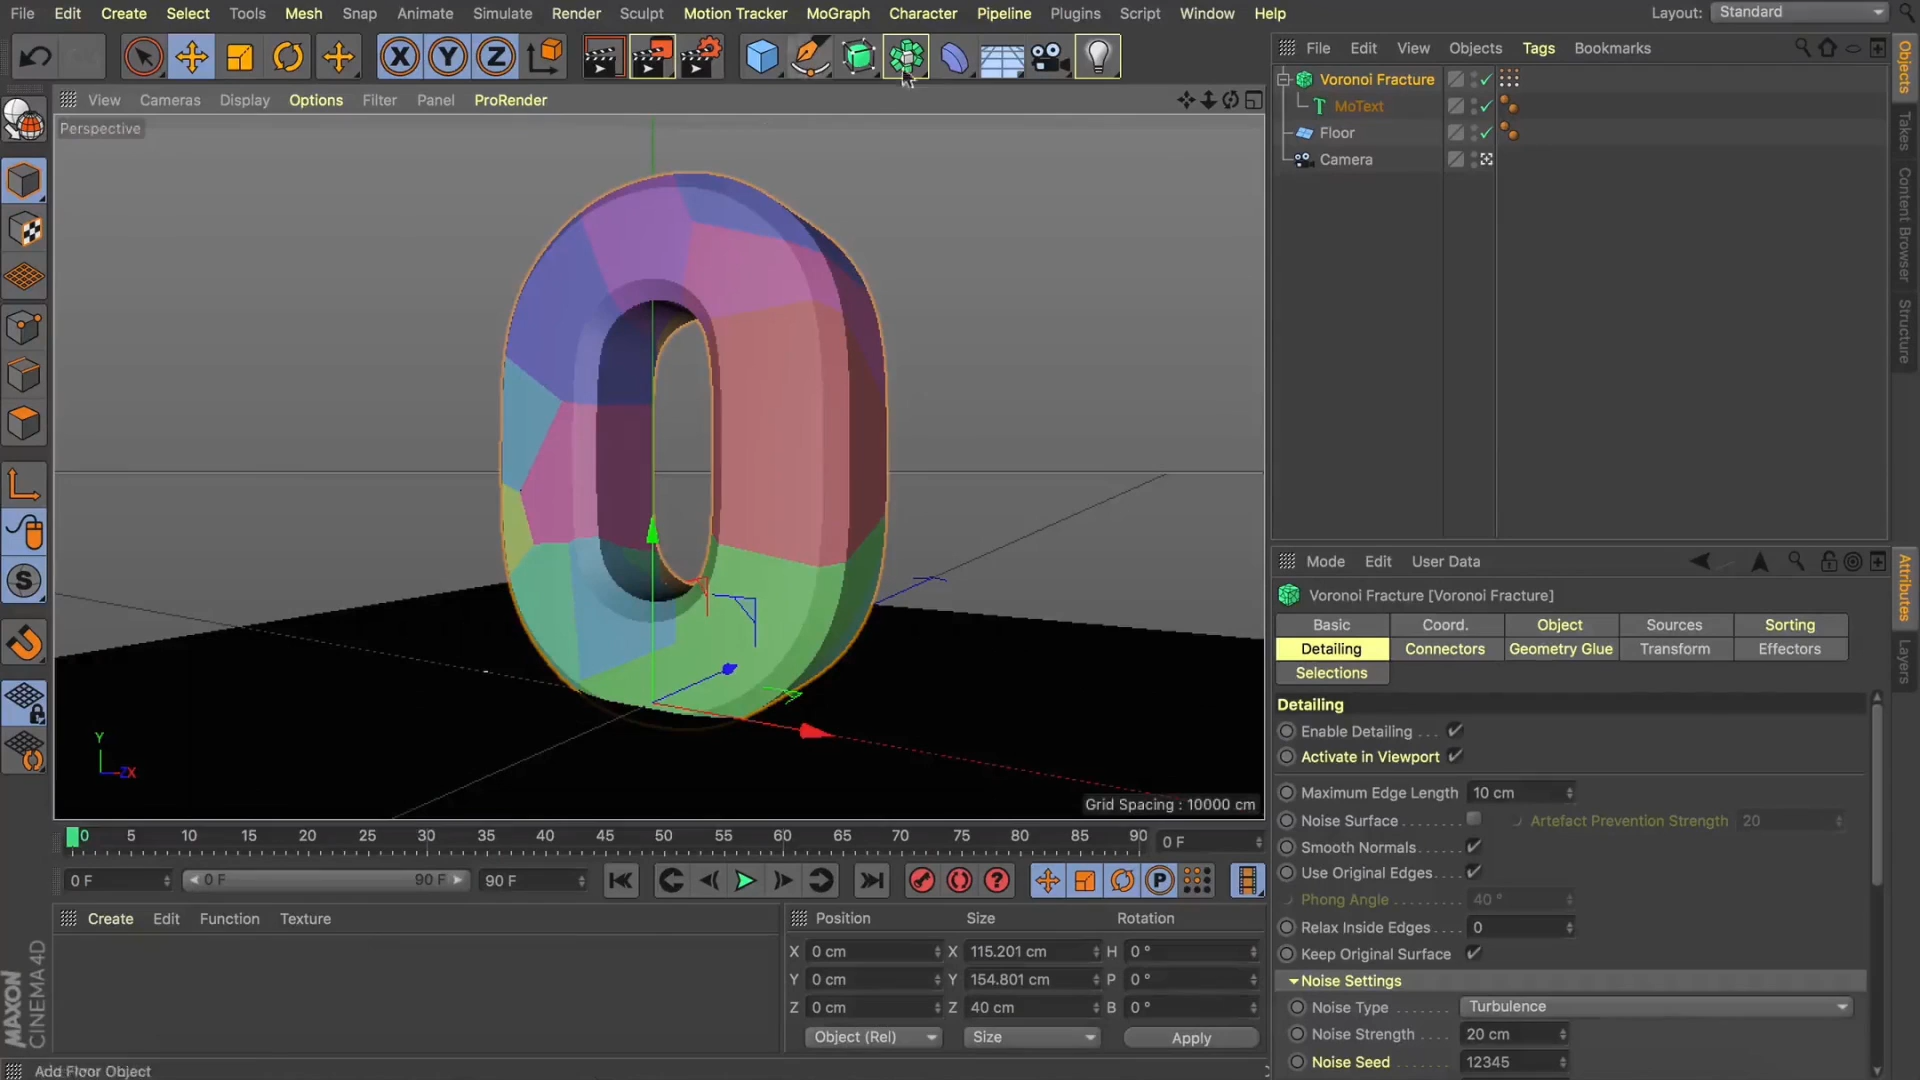 File Edit Create Select Tools Mesh Snap Animate Simulate Render Sculpt Motion Tracker MoGraph Character Pipeline Plugins Script Window Help Layout: Standard
X Y Z
File Edit View Objects Tags Bookmarks
View Cameras Display Options Filter Panel ProRender
Perspective
Voronoi Fracture
MoText
Floor
Camera
Objects
Takes
Content Browser
Structure
Mode Edit User Data
Attributes
Layers
Voronoi Fracture [Voronoi Fracture]
Basic Coord. Object Sources Sorting
Detailing Connectors Geometry Glue Transform Effectors
Selections
Detailing
Enable Detailing . . .
Activate in Viewport
Maximum Edge Length 10 cm
Noise Surface . . . . . . . . Artefact Prevention Strength 20
Smooth Normals. . . . . .
Use Original Edges. . . .
Phong Angle . . . . . . . . . 40 °
Relax Inside Edges . . . . 0
Keep Original Surface
Noise Settings
Noise Type . . . . . . . Turbulence
Noise Strength . . . . 20 cm
Noise Seed . . . . . . . 12345
S
Y
ZX
Grid Spacing : 10000 cm
0 5 10 15 20 25 30 35 40 45 50 55 60 65 70 75 80 85 90 0 F
0 F 0 F 90 F 90 F
? P
Create Edit Function Texture
Position Size Rotation
X 0 cm X 115.201 cm H 0 °
Y 0 cm Y 154.801 cm P 0 °
Z 0 cm Z 40 cm B 0 °
Object (Rel) Size Apply
MAXON
CINEMA 4D
Add Floor Object